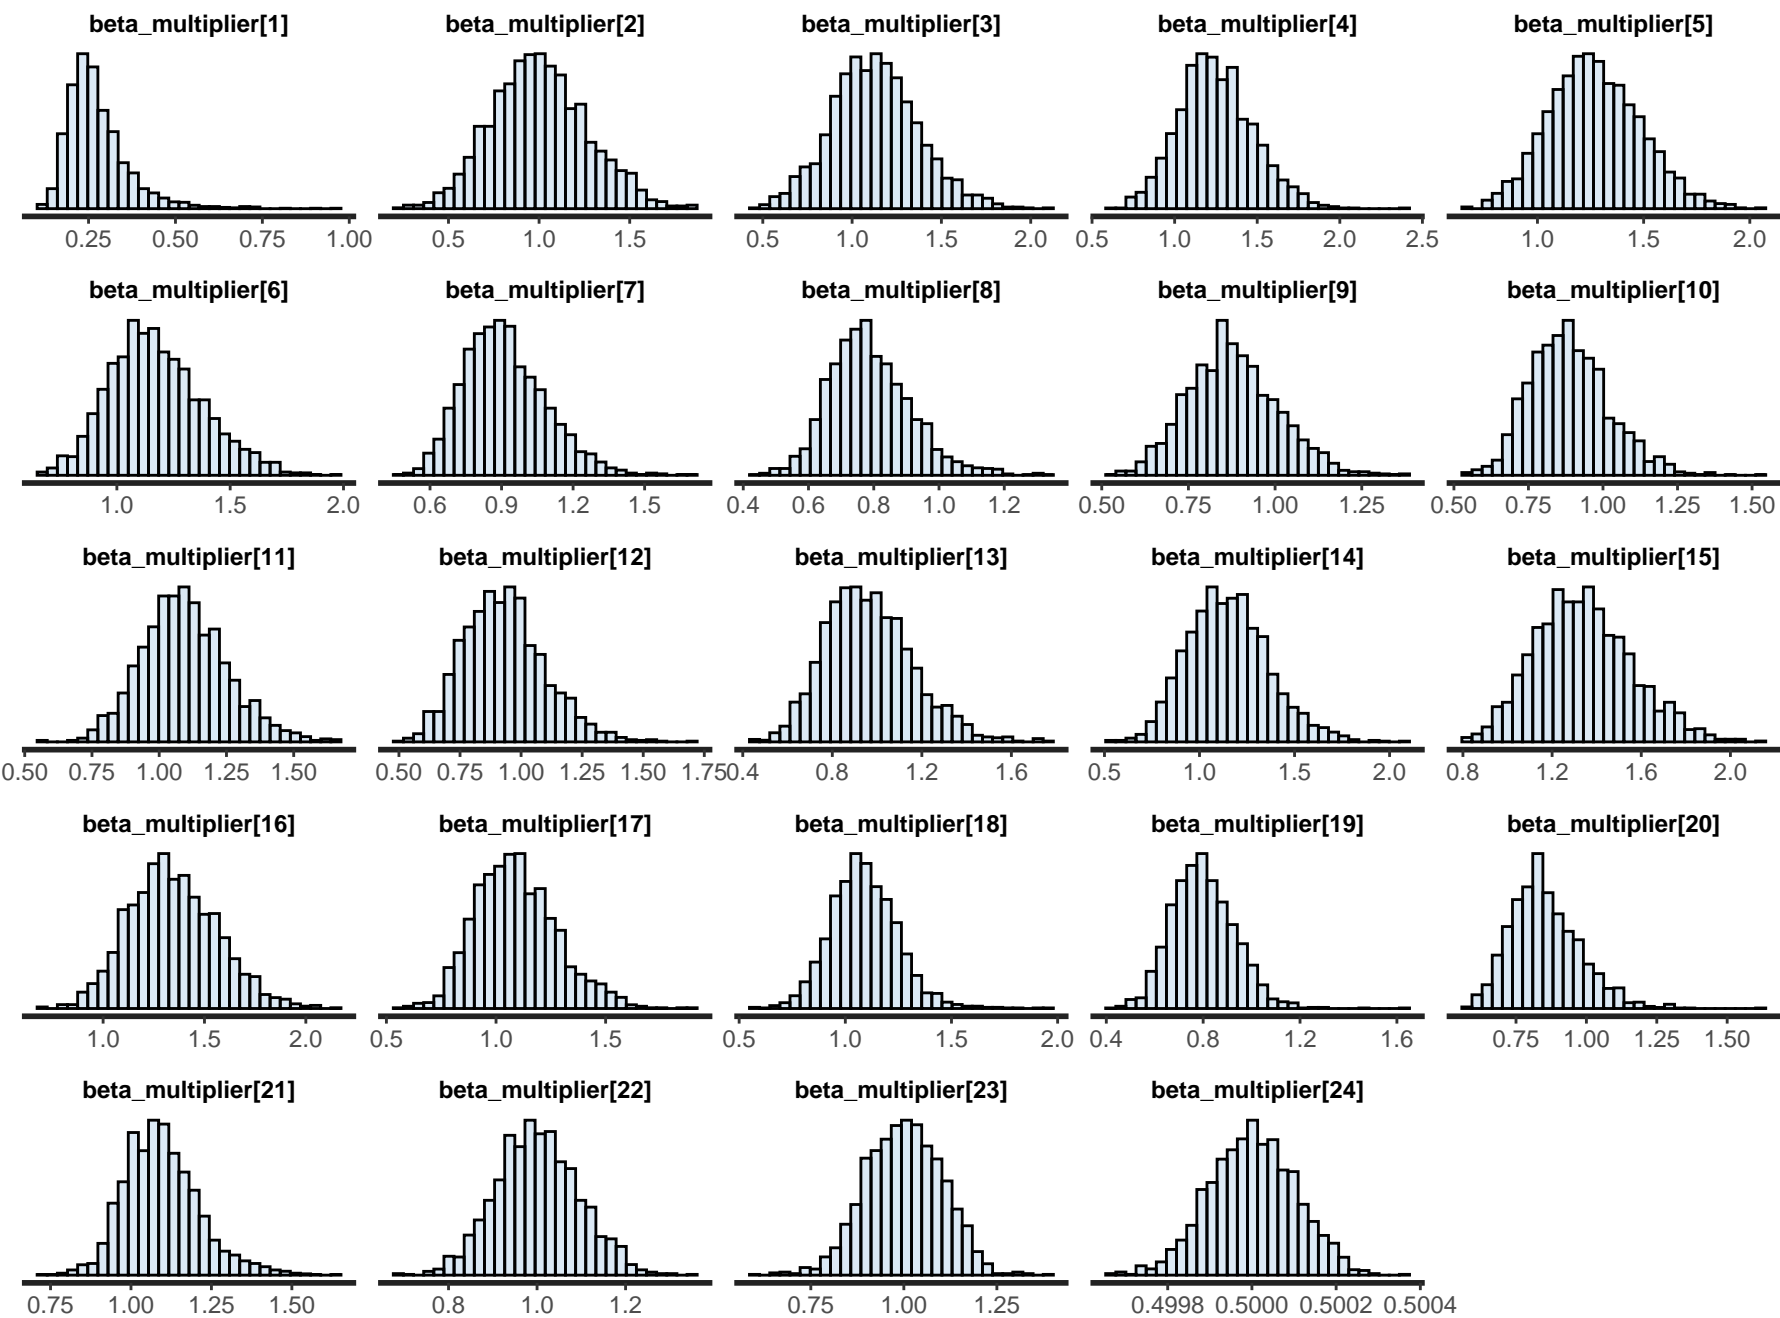 beta_multiplier[1] beta_multiplier[2] beta_multiplier[3] beta_multiplier[4] beta_multiplier[5]
0.25 0.50 0.75 1.00 0.5 1.0 1.5 0.5 1.0 1.5 2.0 0.5 1.0 1.5 2.0 2.5 1.0 1.5 2.0
beta_multiplier[6] beta_multiplier[7] beta_multiplier[8] beta_multiplier[9] beta_multiplier[10]
1.0 1.5 2.0 0.6 0.9 1.2 1.5 0.4 0.6 0.8 1.0 1.2 0.50 0.75 1.00 1.25 0.50 0.75 1.00 1.25 1.50
beta_multiplier[11] beta_multiplier[12] beta_multiplier[13] beta_multiplier[14] beta_multiplier[15]
0.50 0.75 1.00 1.25 1.50 0.50 0.75 1.00 1.25 1.50 1.75 0.4 0.8 1.2 1.6 0.5 1.0 1.5 2.0 0.8 1.2 1.6 2.0
beta_multiplier[16] beta_multiplier[17] beta_multiplier[18] beta_multiplier[19] beta_multiplier[20]
1.0 1.5 2.0 0.5 1.0 1.5 0.5 1.0 1.5 2.0 0.4 0.8 1.2 1.6 0.75 1.00 1.25 1.50
beta_multiplier[21] beta_multiplier[22] beta_multiplier[23] beta_multiplier[24]
0.75 1.00 1.25 1.50 0.8 1.0 1.2 0.75 1.00 1.25 0.4998 0.5000 0.5002 0.5004